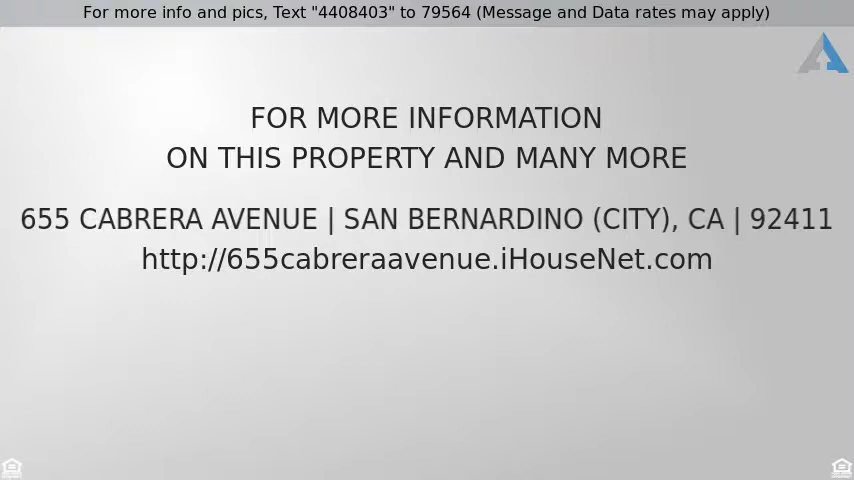 For more info and pics, Text "4408403" to 79564 (Message and Data rates may apply)
FOR MORE INFORMATION
ON THIS PROPERTY AND MANY MORE
655 CABRERA AVENUE | SAN BERNARDINO (CITY), CA | 92411
http://655cabreraavenue.iHouseNet.com